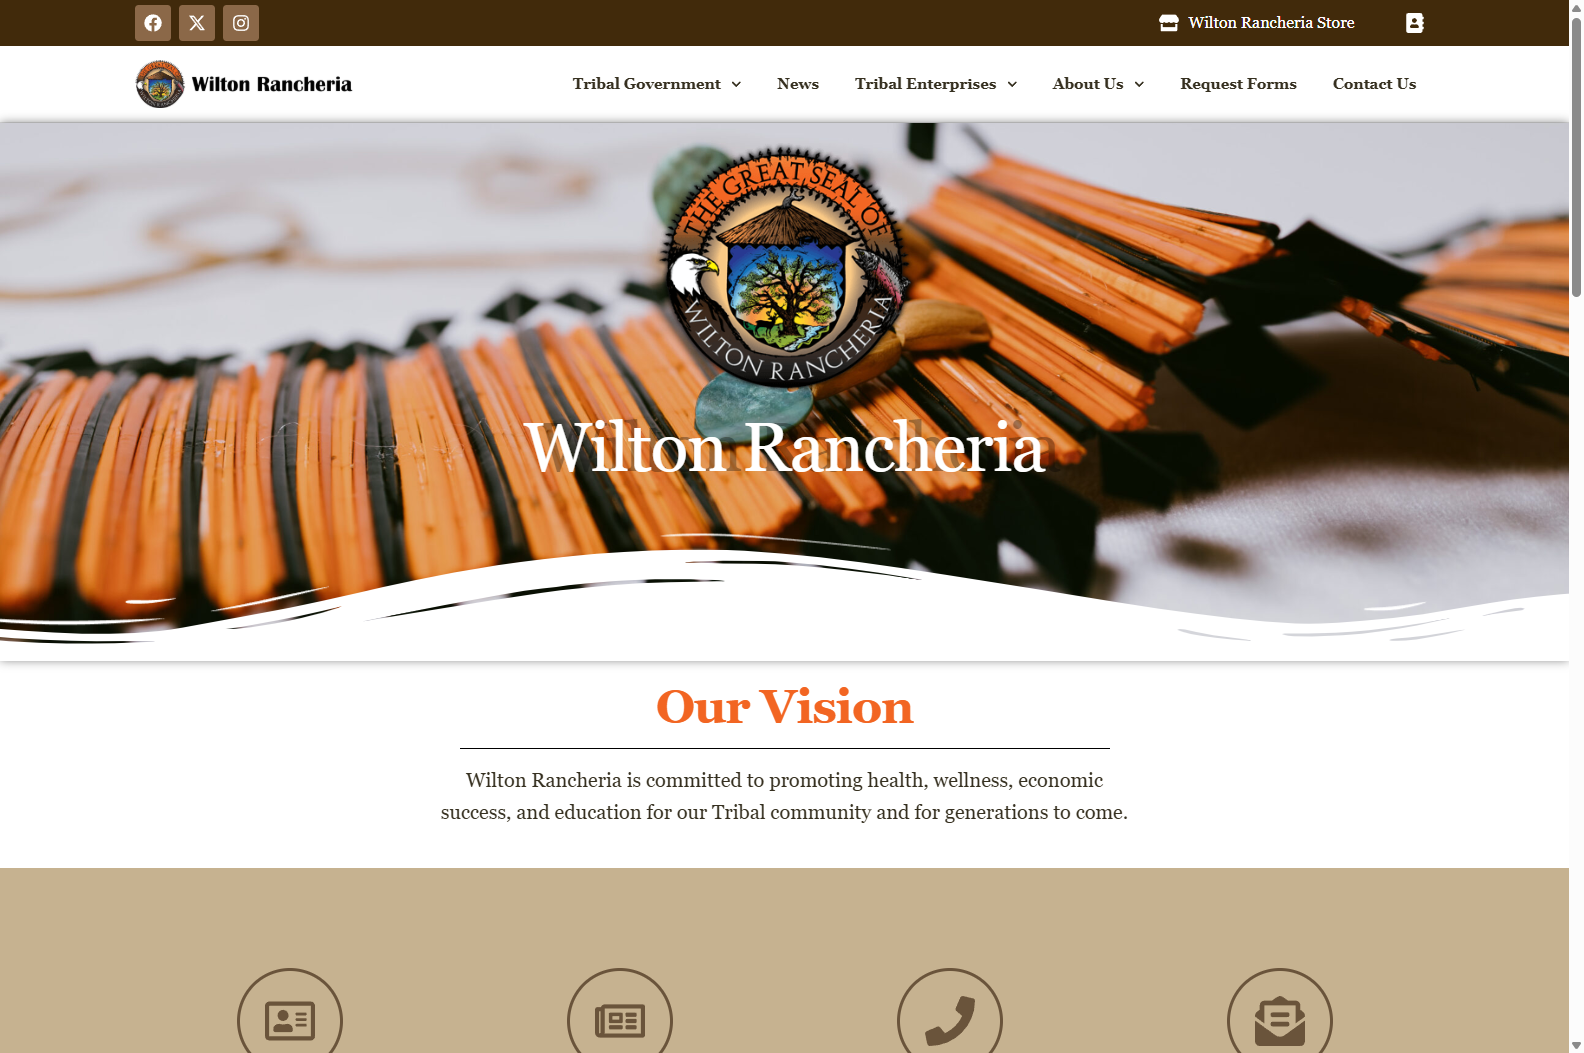 Wilton Rancheria Store
Wilton Rancheria
Tribal Government
News
Tribal Enterprises
About Us
Request Forms
Contact Us
THE GREAT SEAL OF
WILTON RANCHERIA
Wilton Rancheria
Our Vision
Wilton Rancheria is committed to promoting health, wellness, economic
success, and education for our Tribal community and for generations to come.